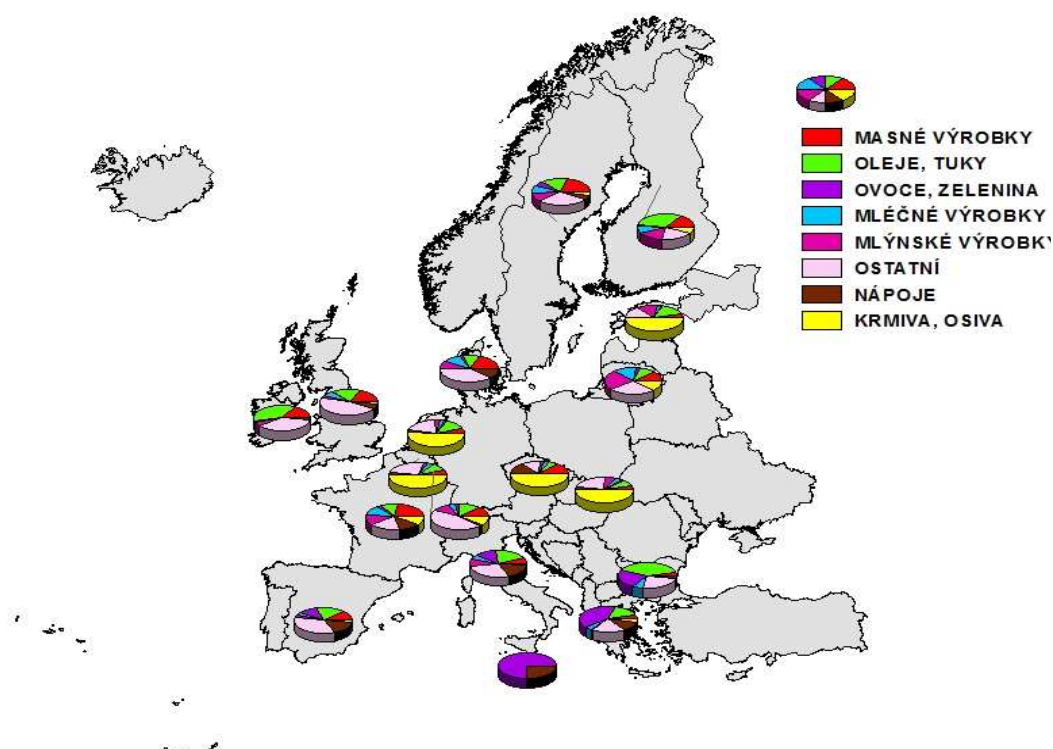 MASNÉ VÝROBKY
OLEJE, TUKY
OVOCE, ZELENINA
MLÉČNÉ VÝROBKY
MLÝNSKÉ VÝROBKY
OSTATNÍ
NÁPOJE
KRMIVA, OSIVA